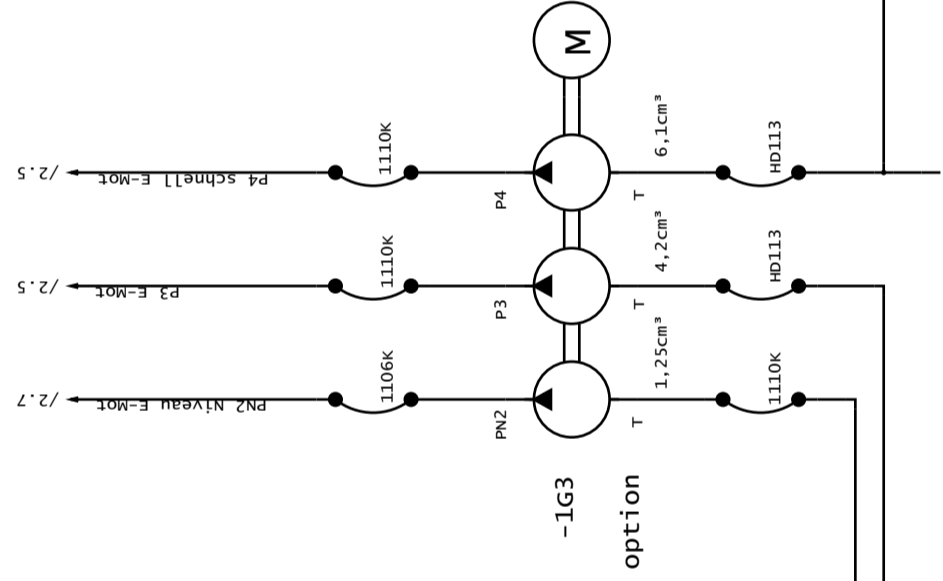 M
6,1cm³
1110K
HD113
/2.5
P4 schnell E-Mot
P4
T
4,2cm³
1110K
HD113
/2.5
P3 E-Mot
P3
T
1,25cm³
1106K
1110K
/2.7
PN2 Niveau E-Mot
PN2
T
-1G3
option